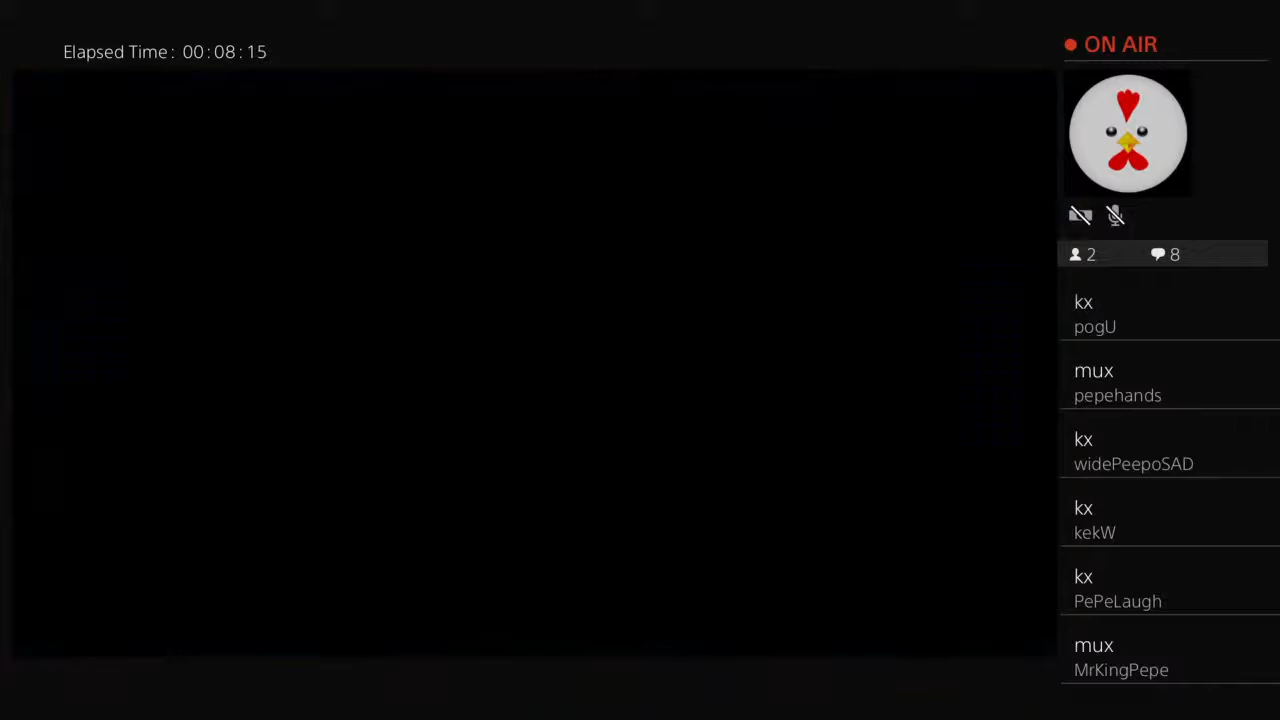 Elapsed Time: 00:08:15
ON AIR
2
8
kx
pogU
mux
pepehands
kx
widePeepoSAD
kx
kekW
kx
PePeLaugh
mux
MrKingPepe